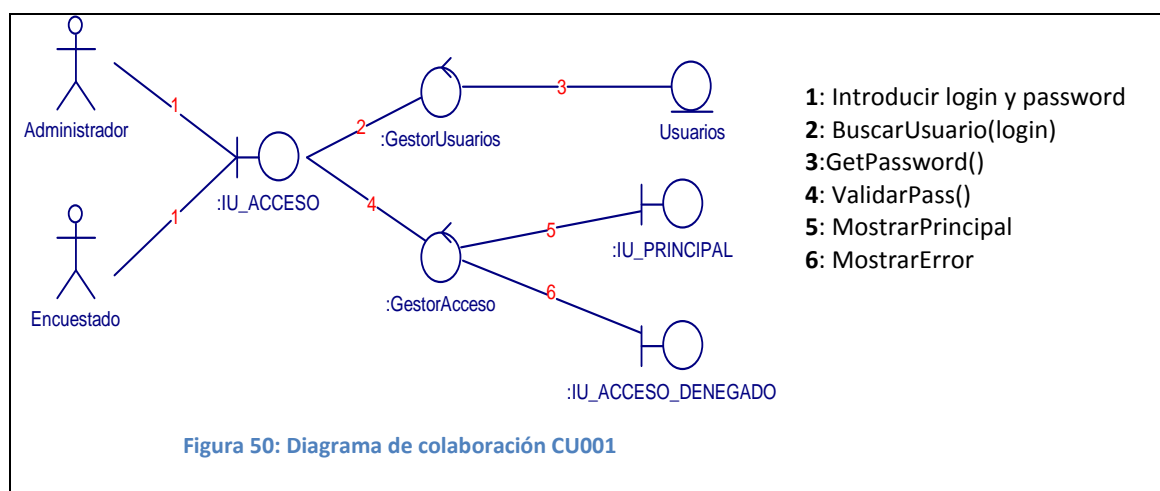 Administrador
Encuestado
1
1
:IU_ACCESO
2
4
:GestorUsuarios
3
Usuarios
:GestorAcceso
5
:IU_PRINCIPAL
6
:IU_ACCESO_DENEGADO
1: Introducir login y password
2: BuscarUsuario(login)
3:GetPassword()
4: ValidarPass()
5: MostrarPrincipal
6: MostrarError
Figura 50: Diagrama de colaboración CU001